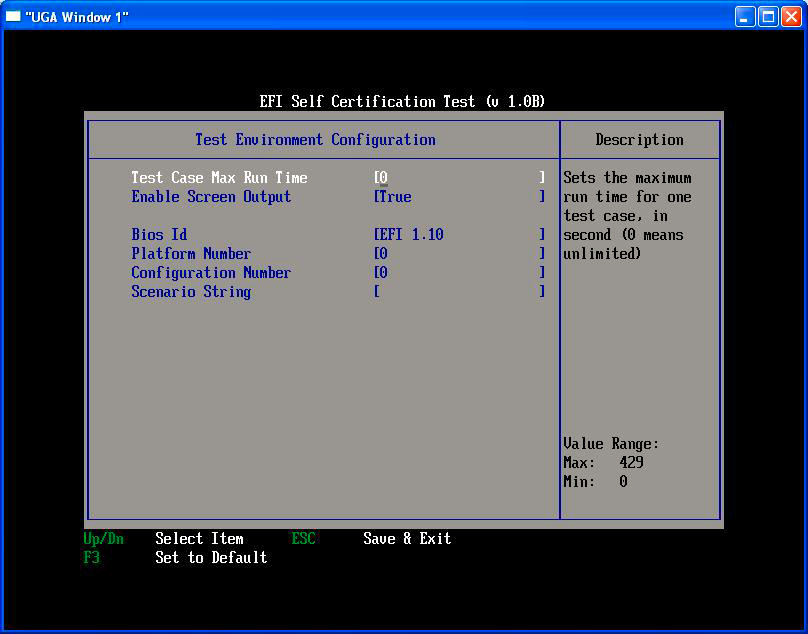 "UGA Window 1"
EFI Self Certification Test (v 1.0B)
Test Environment Configuration
Description
Test Case Max Run Time [0 ]
Enable Screen Output [True ]
Bios Id [EFI 1.10 ]
Platform Number [0 ]
Configuration Number [0 ]
Scenario String [ ]
Sets the maximum
run time for one
test case, in
second (0 means
unlimited)
Value Range:
Max: 429
Min: 0
Up/Dn Select Item ESC Save & Exit
F3 Set to Default